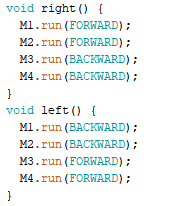 void right() {
  M1.run(FORWARD);
  M2.run(FORWARD);
  M3.run(BACKWARD);
  M4.run(BACKWARD);
}
void left() {
  M1.run(BACKWARD);
  M2.run(BACKWARD);
  M3.run(FORWARD);
  M4.run(FORWARD);
}